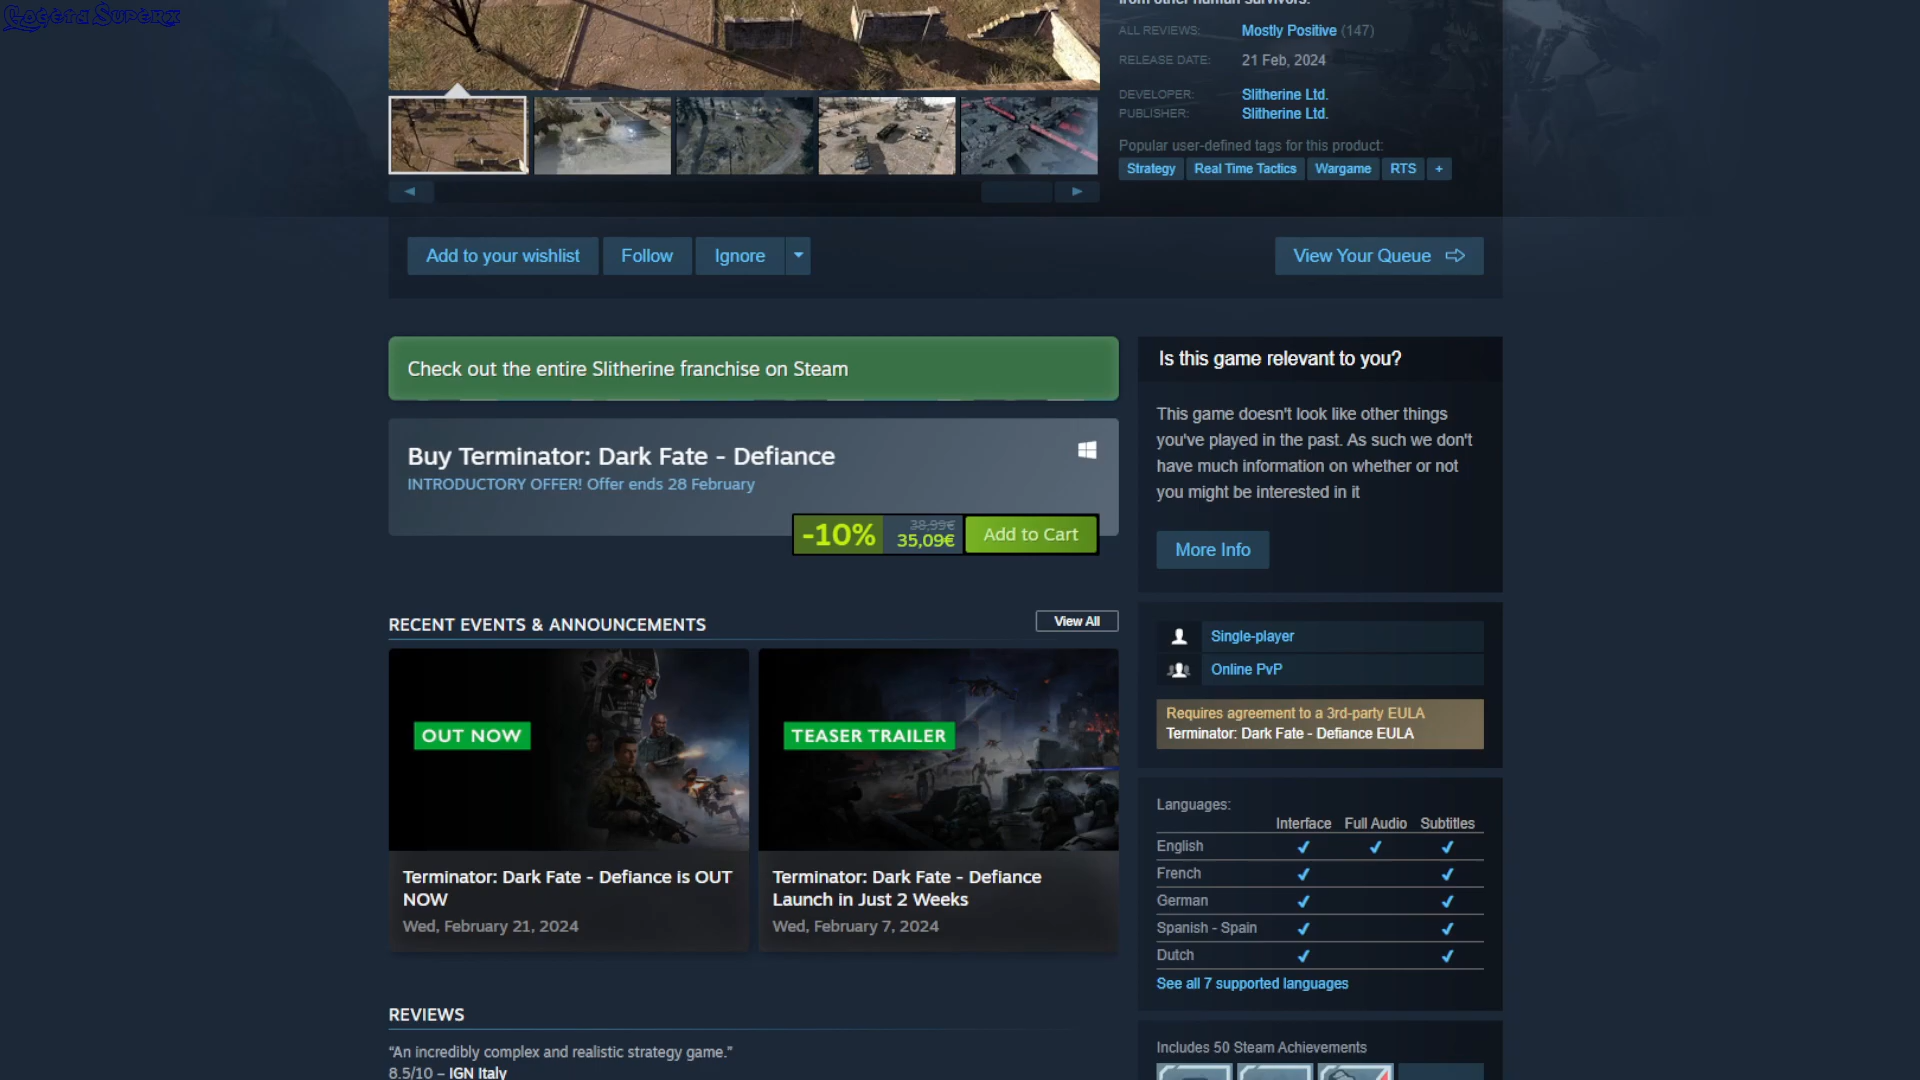 Rogera Superx
from other human survivors.
ALL REVIEWS: Mostly Positive (147)
RELEASE DATE: 21 Feb, 2024
DEVELOPER: Slitherine Ltd.
PUBLISHER: Slitherine Ltd.
Popular user-defined tags for this product:
Strategy Real Time Tactics Wargame RTS +
Add to your wishlist Follow Ignore View Your Queue
Check out the entire Slitherine franchise on Steam
Buy Terminator: Dark Fate - Defiance
INTRODUCTORY OFFER! Offer ends 28 February
-10% 38,99€ 35,09€ Add to Cart
Is this game relevant to you?
This game doesn't look like other things
you've played in the past. As such we don't
have much information on whether or not
you might be interested in it
More Info
RECENT EVENTS & ANNOUNCEMENTS View All
OUT NOW
Terminator: Dark Fate - Defiance is OUT
NOW
Wed, February 21, 2024
TEASER TRAILER
Terminator: Dark Fate - Defiance
Launch in Just 2 Weeks
Wed, February 7, 2024
Single-player
Online PvP
Requires agreement to a 3rd-party EULA
Terminator: Dark Fate - Defiance EULA
Languages:
Interface Full Audio Subtitles
English ✔ ✔ ✔
French ✔ ✔
German ✔ ✔
Spanish - Spain ✔ ✔
Dutch ✔ ✔
See all 7 supported languages
Includes 50 Steam Achievements
REVIEWS
“An incredibly complex and realistic strategy game.”
8.5/10 – IGN Italy